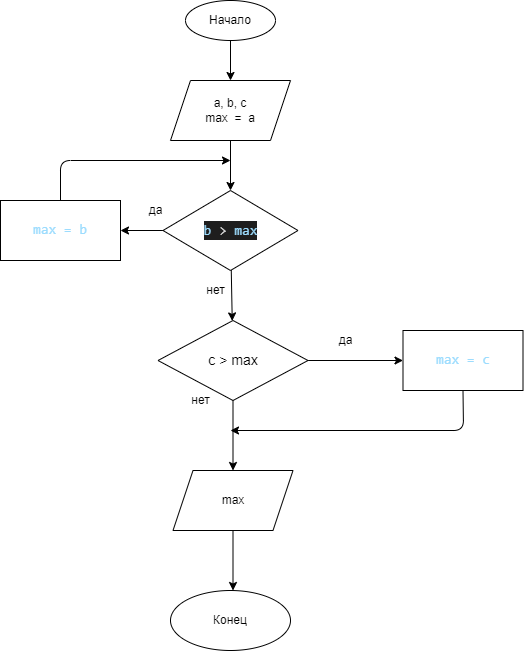 Начало
a, b, c
max = a
да
b > max
max = b
нет
да
c > max
max = c
нет
max
Конец